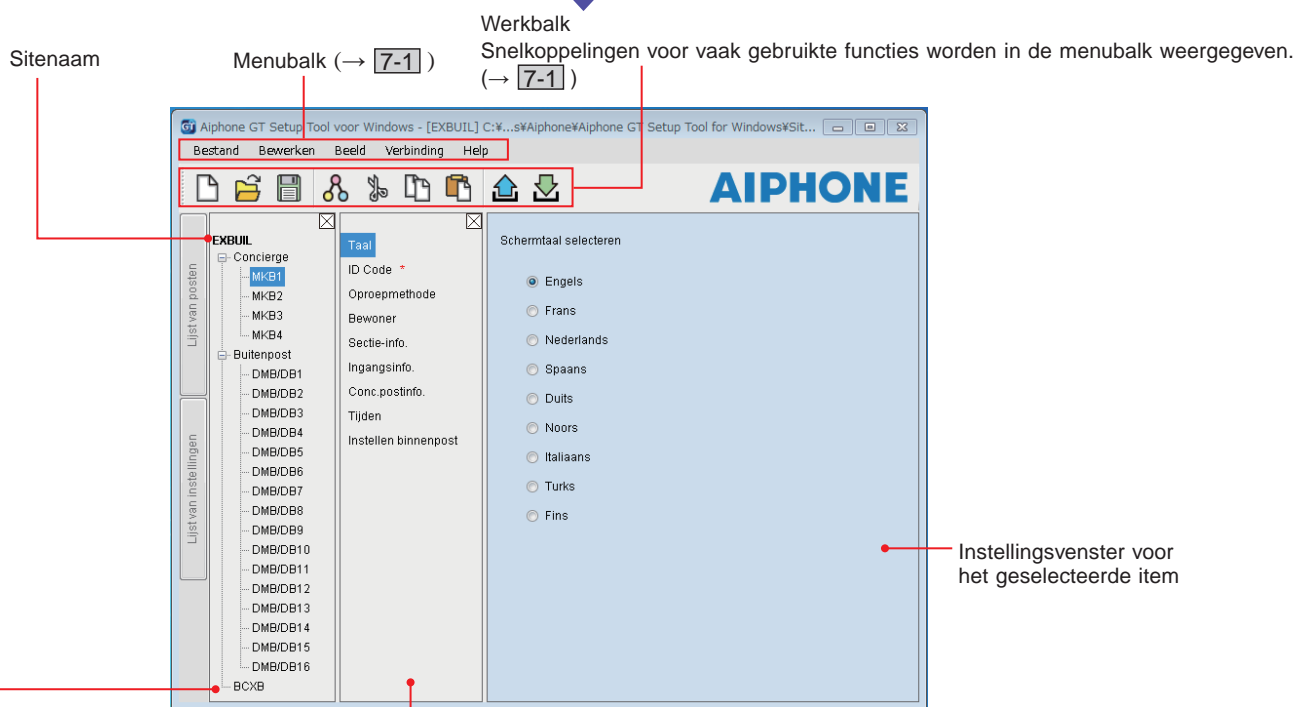 Werkbalk
Snelkoppelingen voor vaak gebruikte functies worden in de menubalk weergegeven.
(→ 7-1 )
Sitenaam
Menubalk (→ 7-1 )
Aiphone GT Setup Tool voor Windows - [EXBUIL] C:¥...s¥Aiphone¥Aiphone GT Setup Tool for Windows¥Sit...
Bestand Bewerken Beeld Verbinding Help
AIPHONE
Lijst van posten
Lijst van instellingen
EXBUIL
Concierge
MKB1
MKB2
MKB3
MKB4
Buitenpost
DMB/DB1
DMB/DB2
DMB/DB3
DMB/DB4
DMB/DB5
DMB/DB6
DMB/DB7
DMB/DB8
DMB/DB9
DMB/DB10
DMB/DB11
DMB/DB12
DMB/DB13
DMB/DB14
DMB/DB15
DMB/DB16
BCXB
Taal
ID Code *
Oproepmethode
Bewoner
Sectie-info.
Ingangsinfo.
Conc.postinfo.
Tijden
Instellen binnenpost
Schermtaal selecteren
Engels
Frans
Nederlands
Spaans
Duits
Noors
Italiaans
Turks
Fins
Instellingsvenster voor
het geselecteerde item